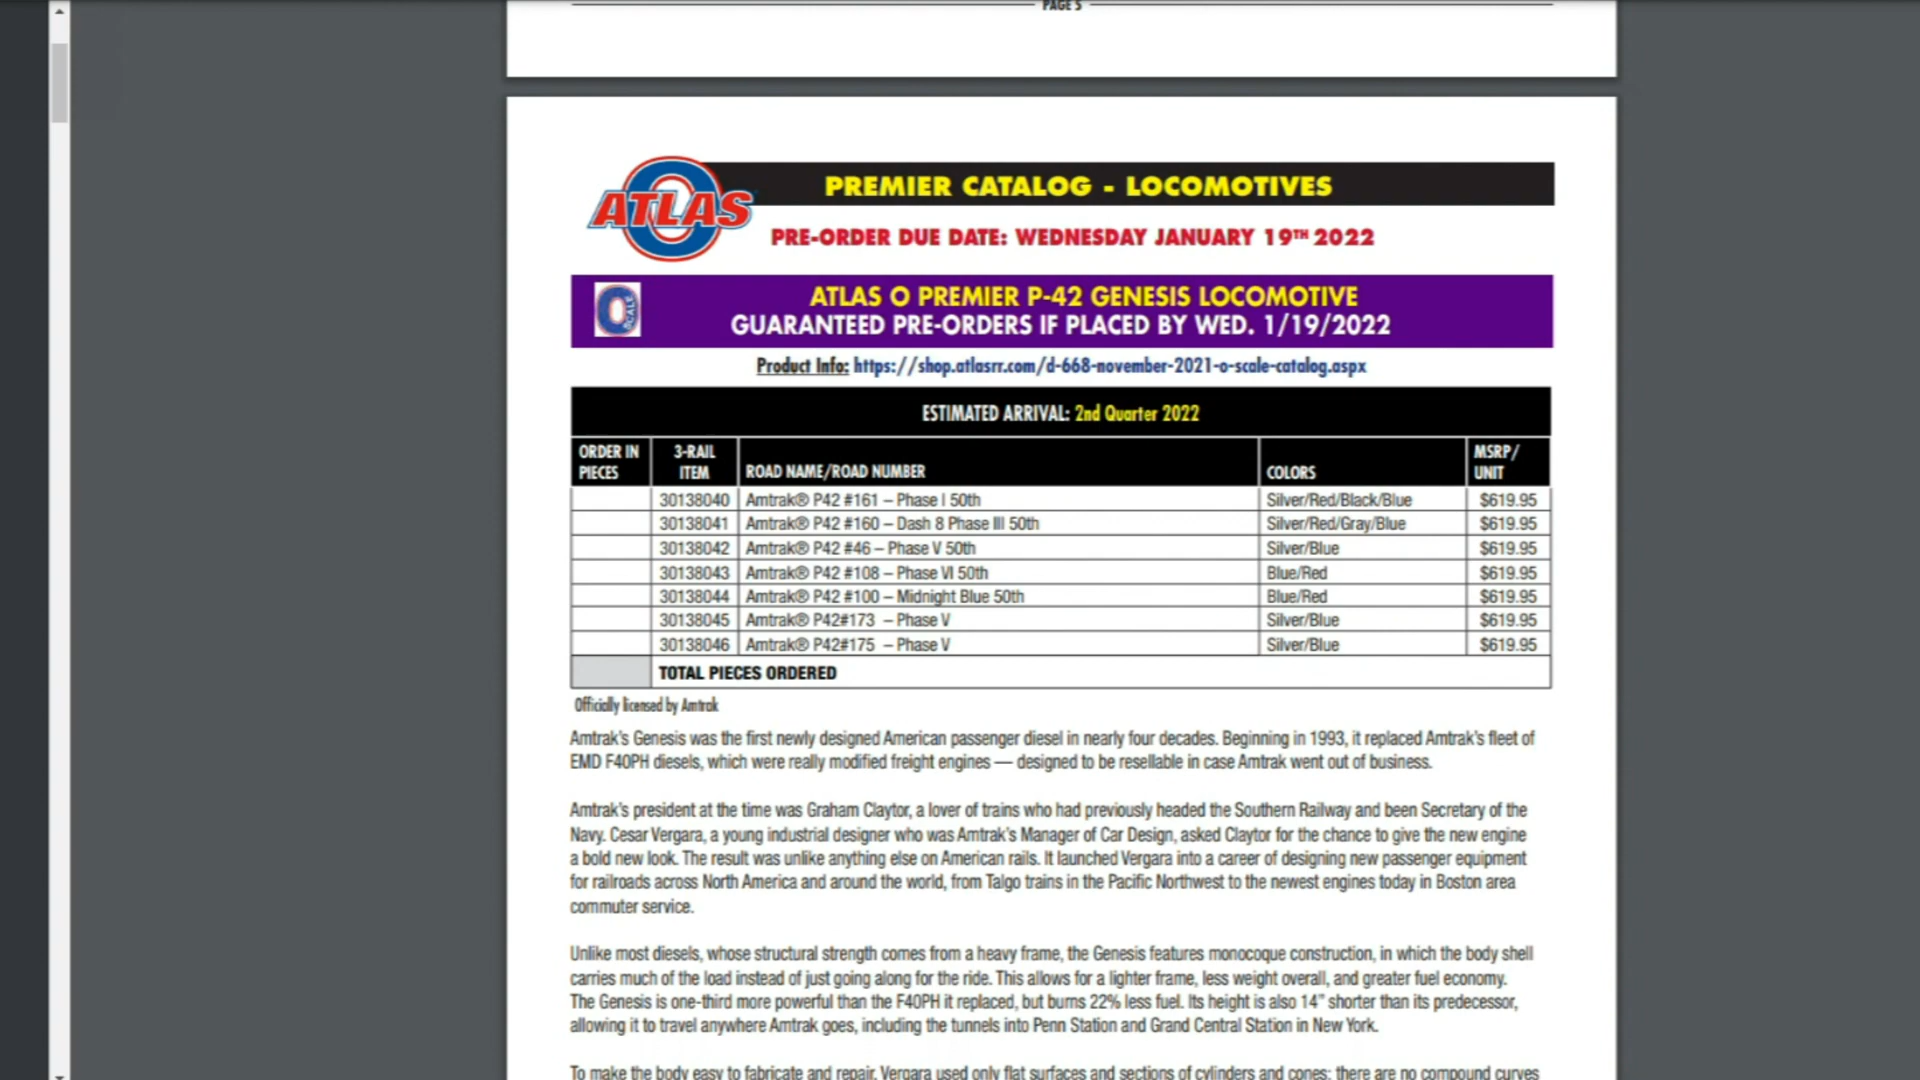 PAGE 5
ATLAS O
PREMIER CATALOG - LOCOMOTIVES
PRE-ORDER DUE DATE: WEDNESDAY JANUARY 19TH 2022
O SCALE
ATLAS O PREMIER P-42 GENESIS LOCOMOTIVE
GUARANTEED PRE-ORDERS IF PLACED BY WED. 1/19/2022
Product Info: https://shop.atlasrr.com/d-668-november-2021-o-scale-catalog.aspx
ESTIMATED ARRIVAL: 2nd Quarter 2022
ORDER IN PIECES 3-RAIL ITEM ROAD NAME/ROAD NUMBER COLORS MSRP/ UNIT
30138040 Amtrak® P42 #161 – Phase I 50th Silver/Red/Black/Blue $619.95
30138041 Amtrak® P42 #160 – Dash 8 Phase III 50th Silver/Red/Gray/Blue $619.95
30138042 Amtrak® P42 #46 – Phase V 50th Silver/Blue $619.95
30138043 Amtrak® P42 #108 – Phase VI 50th Blue/Red $619.95
30138044 Amtrak® P42 #100 – Midnight Blue 50th Blue/Red $619.95
30138045 Amtrak® P42#173 – Phase V Silver/Blue $619.95
30138046 Amtrak® P42#175 – Phase V Silver/Blue $619.95
TOTAL PIECES ORDERED
Officially licensed by Amtrak
Amtrak's Genesis was the first newly designed American passenger diesel in nearly four decades. Beginning in 1993, it replaced Amtrak's fleet of
EMD F40PH diesels, which were really modified freight engines — designed to be resellable in case Amtrak went out of business.
Amtrak's president at the time was Graham Claytor, a lover of trains who had previously headed the Southern Railway and been Secretary of the
Navy. Cesar Vergara, a young industrial designer who was Amtrak's Manager of Car Design, asked Claytor for the chance to give the new engine
a bold new look. The result was unlike anything else on American rails. It launched Vergara into a career of designing new passenger equipment
for railroads across North America and around the world, from Talgo trains in the Pacific Northwest to the newest engines today in Boston area
commuter service.
Unlike most diesels, whose structural strength comes from a heavy frame, the Genesis features monocoque construction, in which the body shell
carries much of the load instead of just going along for the ride. This allows for a lighter frame, less weight overall, and greater fuel economy.
The Genesis is one-third more powerful than the F40PH it replaced, but burns 22% less fuel. Its height is also 14" shorter than its predecessor,
allowing it to travel anywhere Amtrak goes, including the tunnels into Penn Station and Grand Central Station in New York.
To make the body easy to fabricate and repair, Vergara used only flat surfaces and sections of cylinders and cones; there are no compound curves